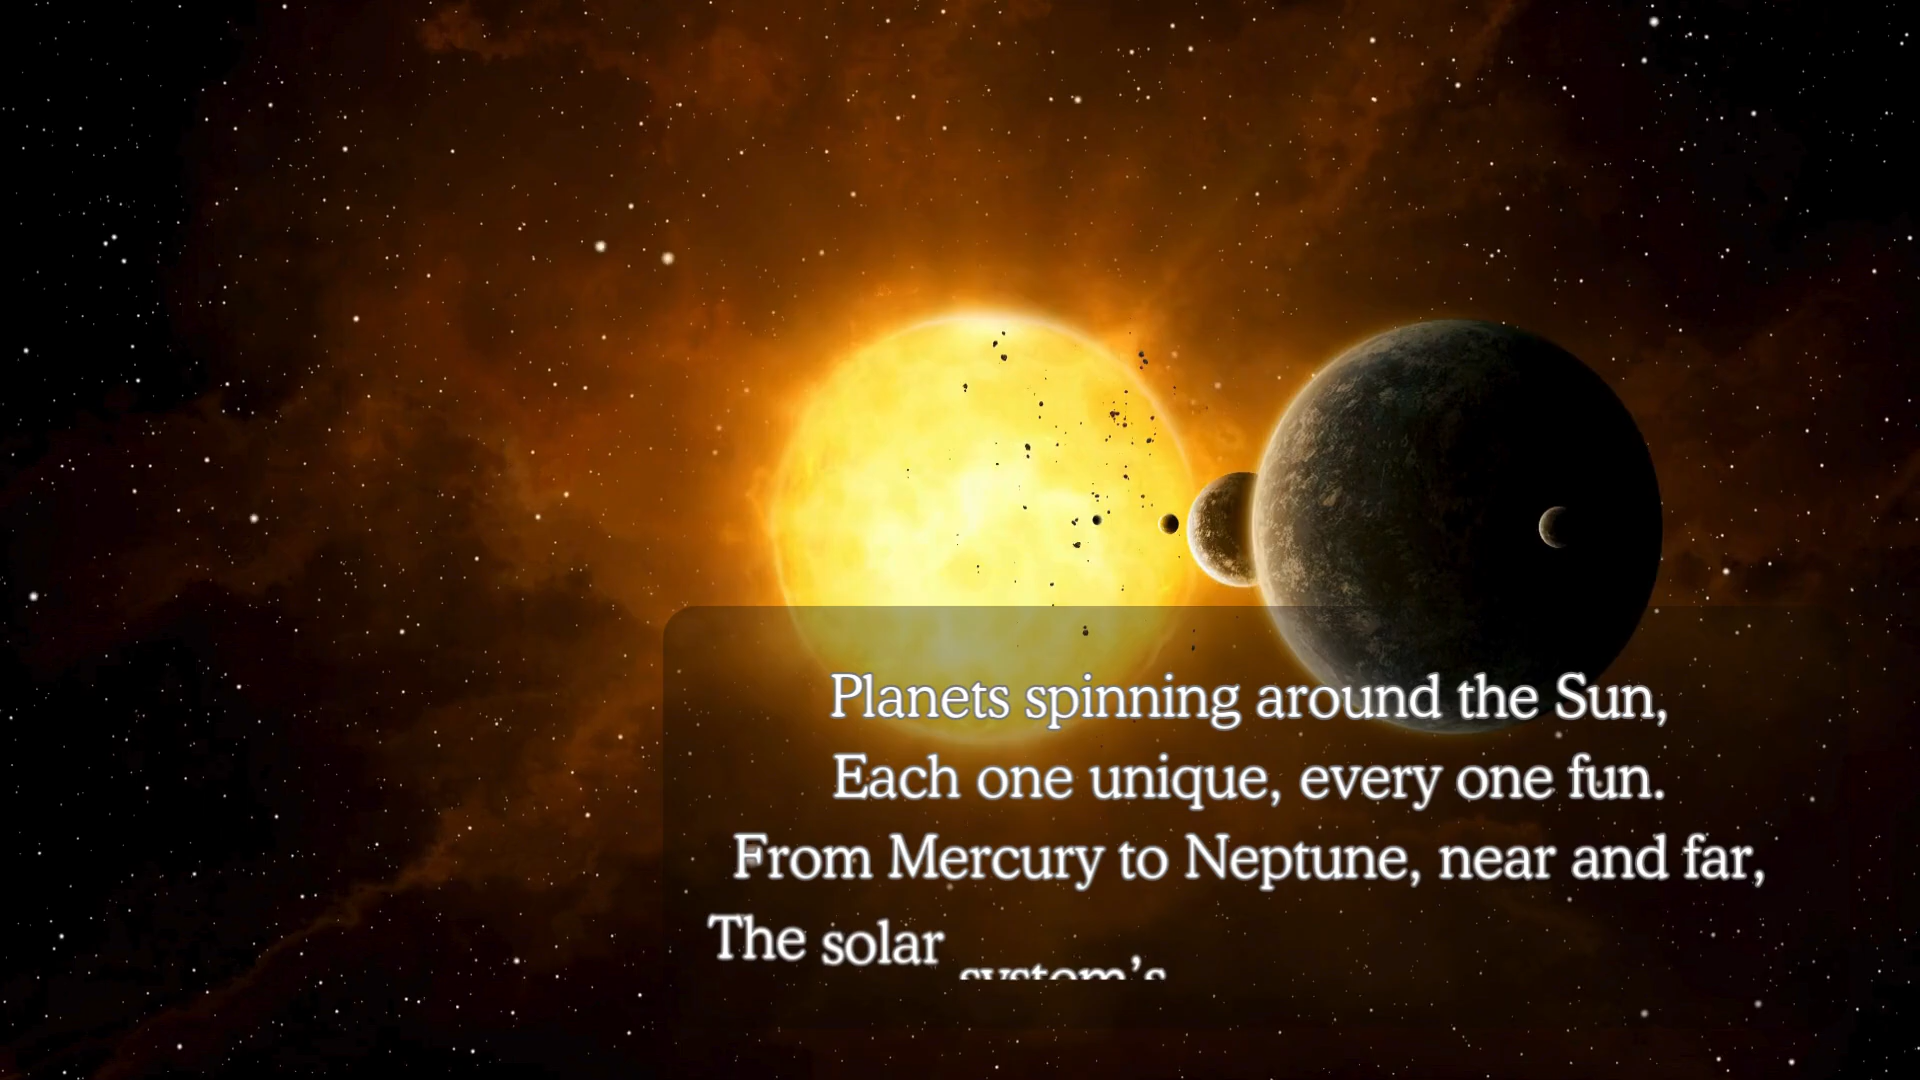 Planets spinning around the Sun,
Each one unique, every one fun.
From Mercury to Neptune, near and far,
The solar system's